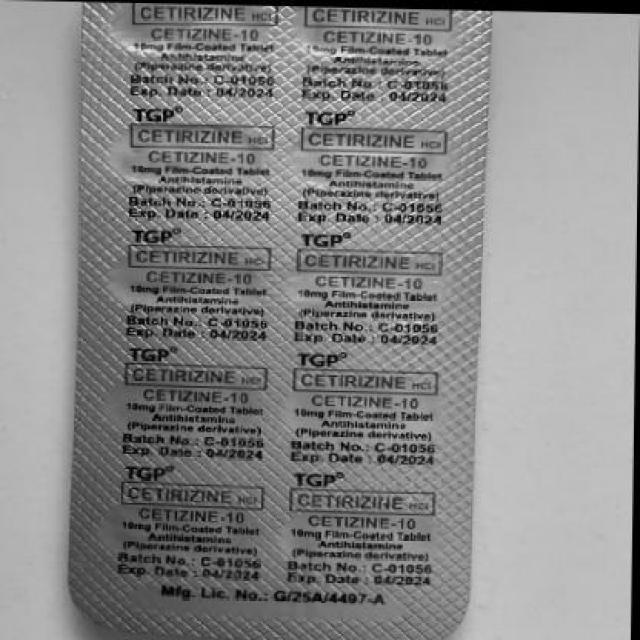 CETIRIZINE HCl CETIRIZINE HCl
CETIZINE-10 CETIZINE-10
10mg Film-Coated Tablet 10mg Film-Coated Tablet
Antihistamine Antihistamine
(Piperazine derivative) (Piperazine derivative)
Batch No.: C-01056 Batch No.: C-01056
Exp. Date : 04/2024 Exp. Date : 04/2024
TGP® TGP®
CETIRIZINE HCl CETIRIZINE HCl
CETIZINE-10 CETIZINE-10
10mg Film-Coated Tablet 10mg Film-Coated Tablet
Antihistamine Antihistamine
(Piperazine derivative) (Piperazine derivative)
Batch No.: C-01056 Batch No.: C-01056
Exp. Date : 04/2024 Exp. Date : 04/2024
TGP® TGP®
CETIRIZINE HCl CETIRIZINE HCl
CETIZINE-10 CETIZINE-10
10mg Film-Coated Tablet 10mg Film-Coated Tablet
Antihistamine Antihistamine
(Piperazine derivative) (Piperazine derivative)
Batch No.: C-01056 Batch No.: C-01056
Exp. Date : 04/2024 Exp. Date : 04/2024
TGP® TGP®
CETIRIZINE HCl CETIRIZINE HCl
CETIZINE-10 CETIZINE-10
10mg Film-Coated Tablet 10mg Film-Coated Tablet
Antihistamine Antihistamine
(Piperazine derivative) (Piperazine derivative)
Batch No.: C-01056 Batch No.: C-01056
Exp. Date : 04/2024 Exp. Date : 04/2024
TGP® TGP®
CETIRIZINE HCl CETIRIZINE HCl
CETIZINE-10 CETIZINE-10
10mg Film-Coated Tablet 10mg Film-Coated Tablet
Antihistamine Antihistamine
(Piperazine derivative) (Piperazine derivative)
Batch No.: C-01056 Batch No.: C-01056
Exp. Date : 04/2024 Exp. Date : 04/2024
Mfg. Lic. No.: G/25A/4497-A